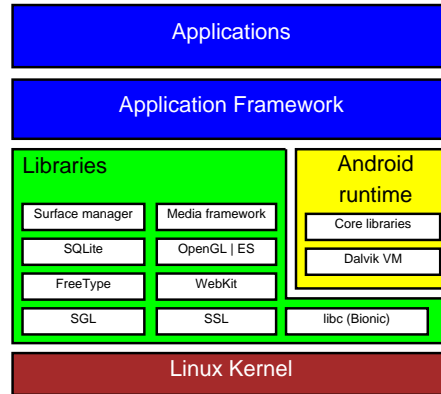 Applications
Application Framework
Libraries
Surface manager
Media framework
SQLite
OpenGL | ES
FreeType
WebKit
SGL
SSL
libc (Bionic)
Android
runtime
Core libraries
Dalvik VM
Linux Kernel